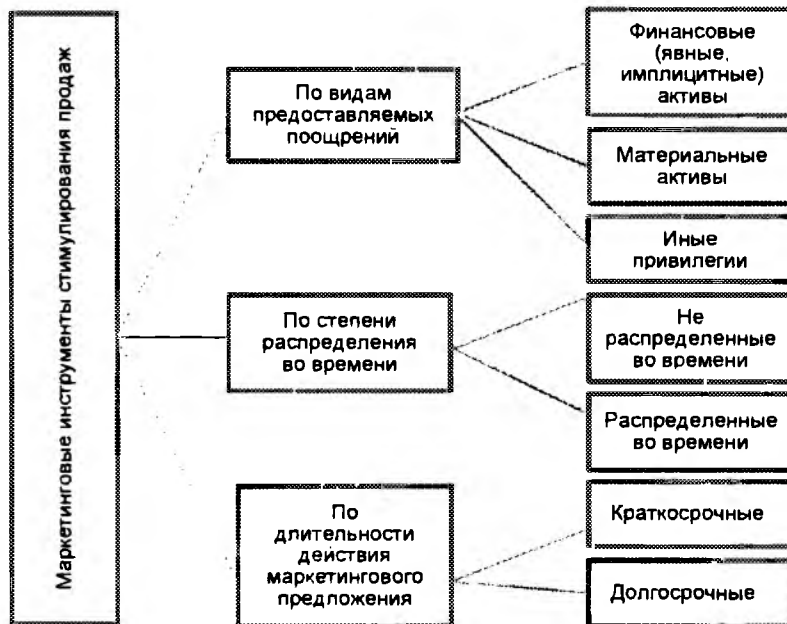 Маркетинговые инструменты стимулирования продаж
По видам
предоставляемых
поощрений
Финансовые
(явные,
имплицитные)
активы
Материальные
активы
Иные
привилегии
По степени
распределения
во времени
Не
распределенные
во времени
Распределенные
во времени
По
длительности
действия
маркетингового
предложения
Краткосрочные
Долгосрочные